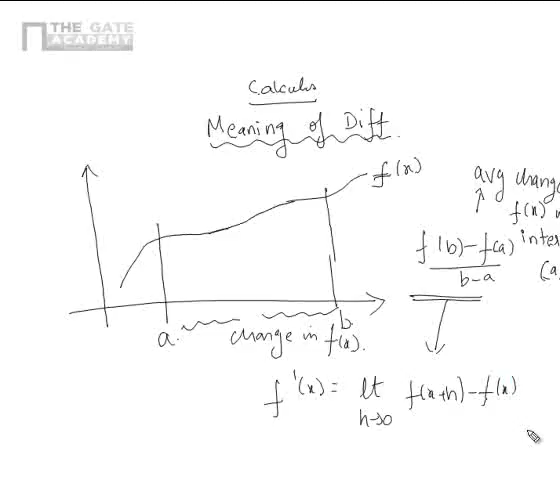 THE GATE
ACADEMY
Calculus
Meaning of Diff.
f(x)
avg change
f(x)
(a
f(b)-f(a)
b-a
a
b
change in f(x).
f'(x) = lt f(x+h)-f(x)
h→0